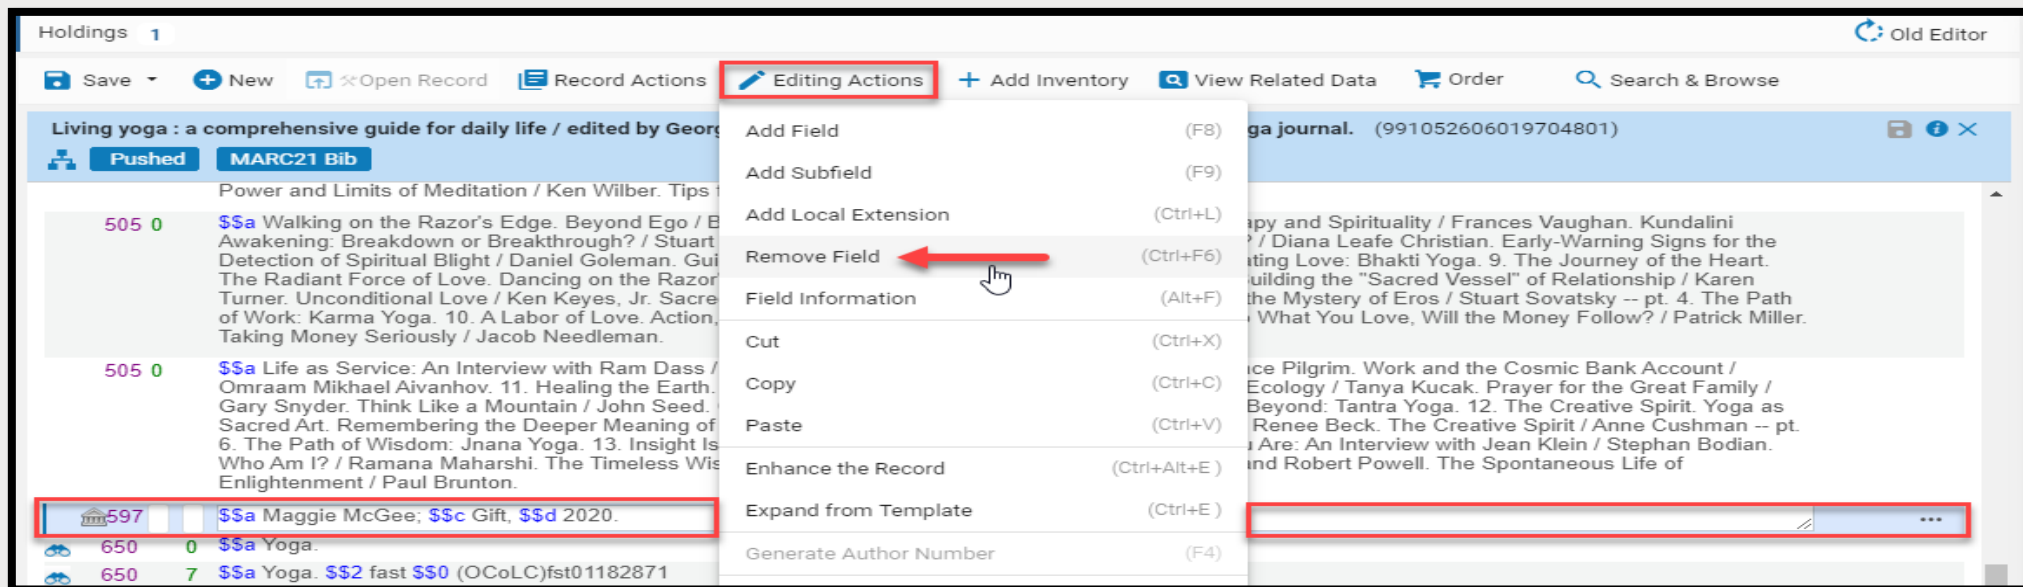 Holdings 1
Old Editor
Save New Open Record Record Actions Editing Actions Add Inventory View Related Data Order Search & Browse
Living yoga : a comprehensive guide for daily life / edited by ga journal. (991052606019704801)
Pushed MARC21 Bib
Add Field (F8)
Add Subfield (F9)
Add Local Extension (Ctrl+L)
Remove Field (Ctrl+F6)
Field Information (Alt+F)
Cut (Ctrl+X)
Copy (Ctrl+C)
Paste (Ctrl+V)
Enhance the Record (Ctrl+Alt+E )
Expand from Template (Ctrl+E )
Generate Author Number (F4)
Power and Limits of Meditation / Ken Wilber. Tips
505 0 $$a Walking on the Razor's Edge. Beyond Ego / apy and Spirituality / Frances Vaughan. Kundalini
Awakening: Breakdown or Breakthrough? / Stuart ? / Diana Leafe Christian. Early-Warning Signs for the
Detection of Spiritual Blight / Daniel Goleman. ating Love: Bhakti Yoga. 9. The Journey of the Heart.
The Radiant Force of Love. Dancing on the Razor' uilding the "Sacred Vessel" of Relationship / Karen
Turner. Unconditional Love / Ken Keyes, Jr. Sacre the Mystery of Eros / Stuart Sovatsky -- pt. 4. The Path
of Work: Karma Yoga. 10. A Labor of Love. Action, What You Love, Will the Money Follow? / Patrick Miller.
Taking Money Seriously / Jacob Needleman.
505 0 $$a Life as Service: An Interview with Ram Dass / ce Pilgrim. Work and the Cosmic Bank Account /
Omraam Mikhael Aivanhov. 11. Healing the Earth. Ecology / Tanya Kucak. Prayer for the Great Family /
Gary Snyder. Think Like a Mountain / John Seed. Beyond: Tantra Yoga. 12. The Creative Spirit. Yoga as
Sacred Art. Remembering the Deeper Meaning of Renee Beck. The Creative Spirit / Anne Cushman -- pt.
6. The Path of Wisdom: Jnana Yoga. 13. Insight Is Are: An Interview with Jean Klein / Stephan Bodian.
Who Am I? / Ramana Maharshi. The Timeless Wis and Robert Powell. The Spontaneous Life of
Enlightenment / Paul Brunton.
597 $$a Maggie McGee; $$c Gift, $$d 2020.
650 0 $$a Yoga.
650 7 $$a Yoga. $$2 fast $$0 (OCoLC)fst01182871